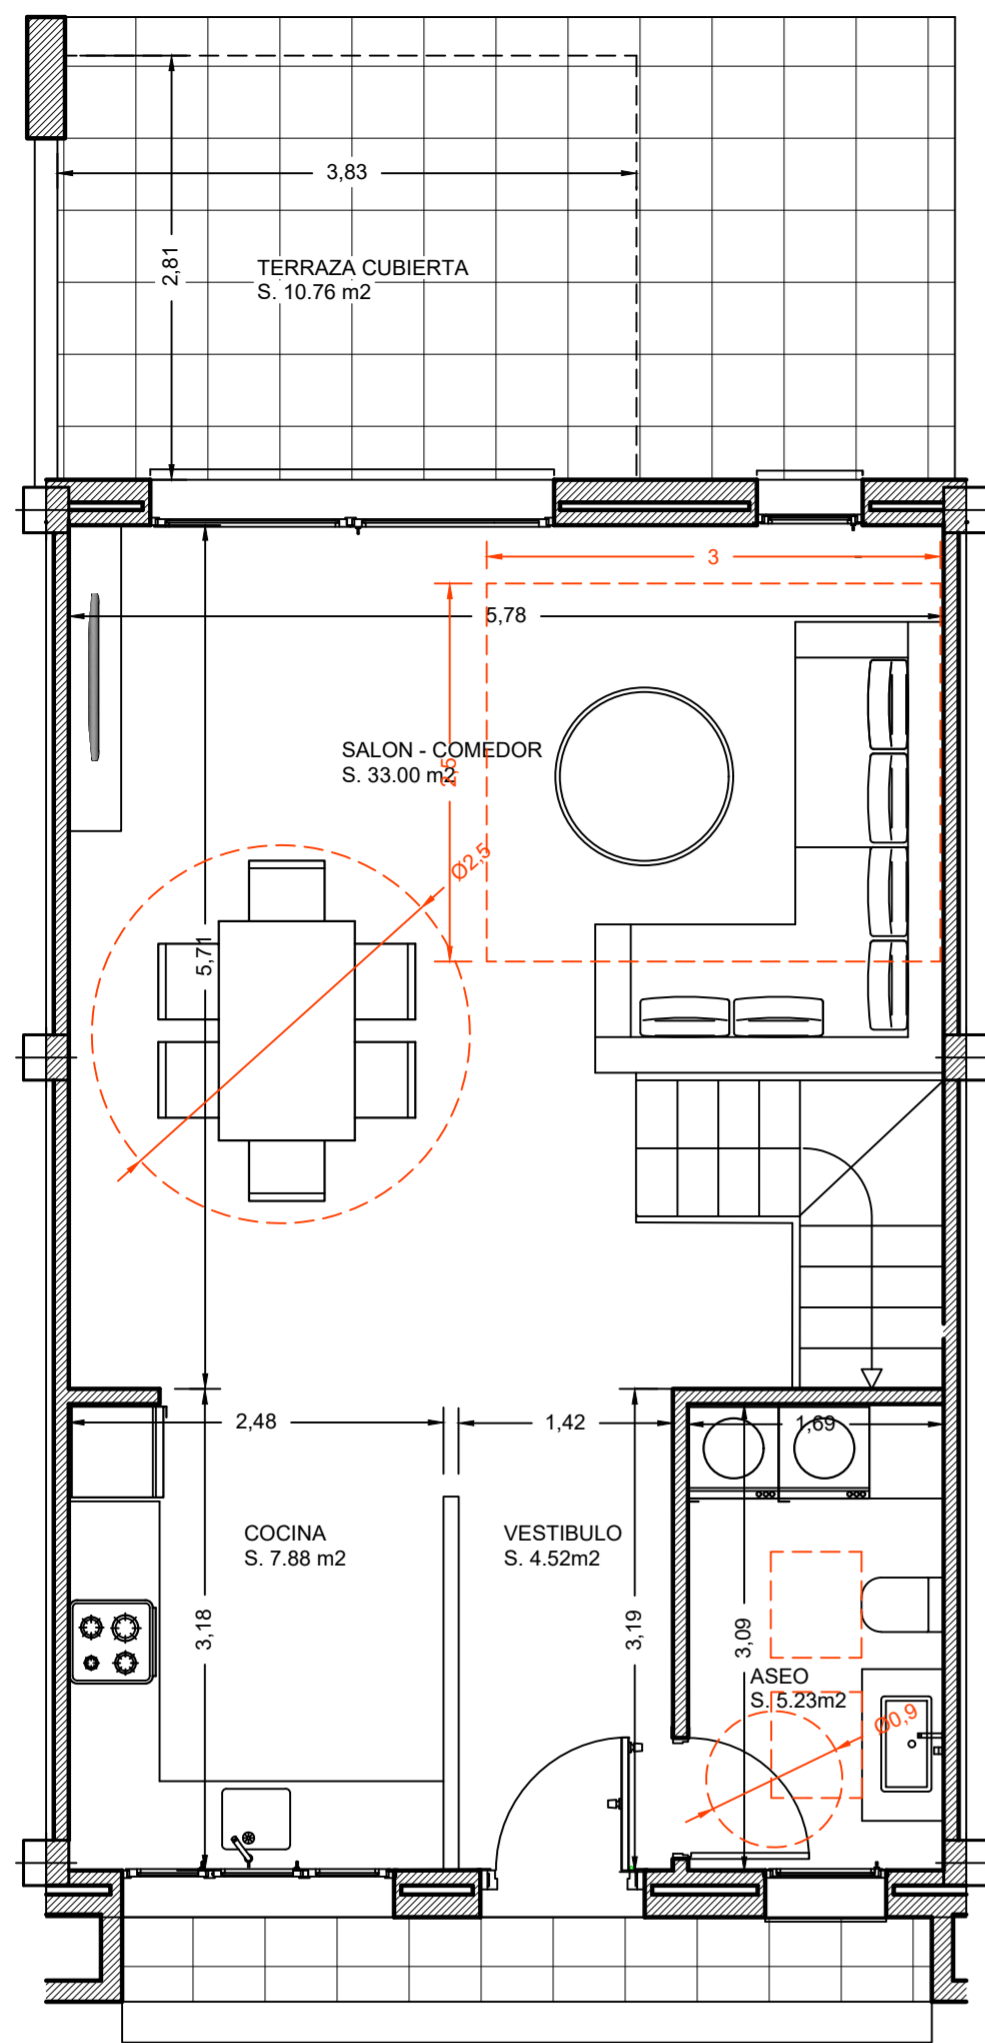 3,83
2,81
TERRAZA CUBIERTA
S. 10.76 m2
3
5,78
SALON - COMEDOR
S. 33.00 m2
2,5
Ø2,5
5,71
2,48
1,42
1,69
COCINA
S. 7.88 m2
VESTIBULO
S. 4.52m2
3,18
3,19
3,09
ASEO
S. 5.23m2
Ø0,9